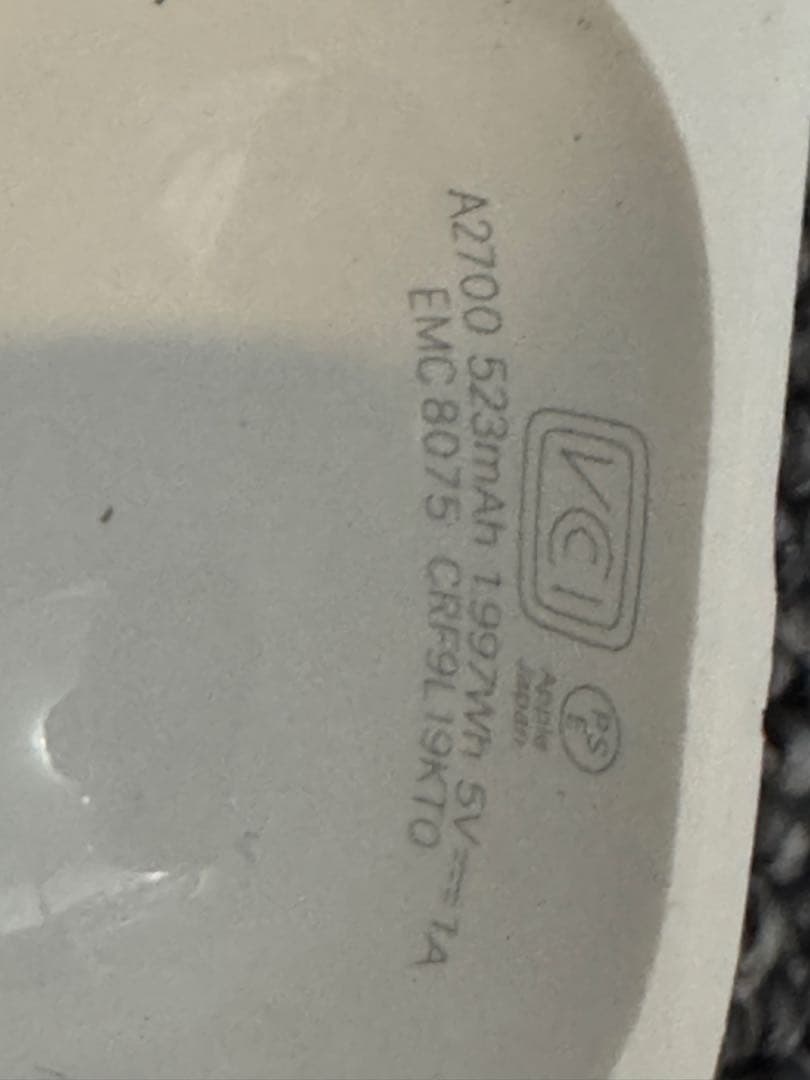 VCI
PS
E
Apple
Japan
A2700 523mAh 1.997Wh 5V⎓1A
EMC 8075 CRF9L19KT0